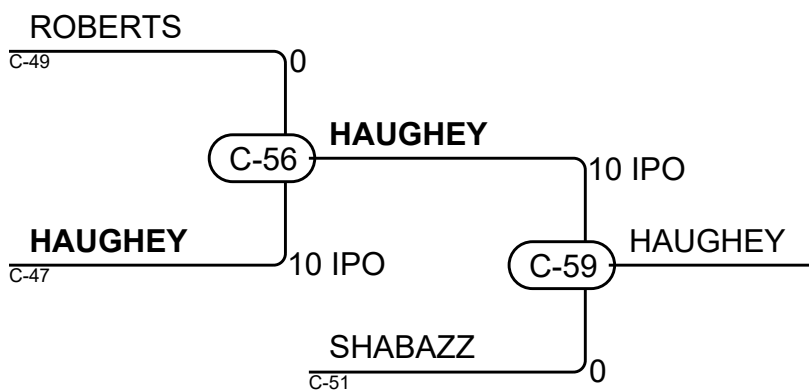 ROBERTS
C-49
0
C-56
HAUGHEY
10 IPO
HAUGHEY
C-47
10 IPO
C-59
HAUGHEY
SHABAZZ
C-51
0